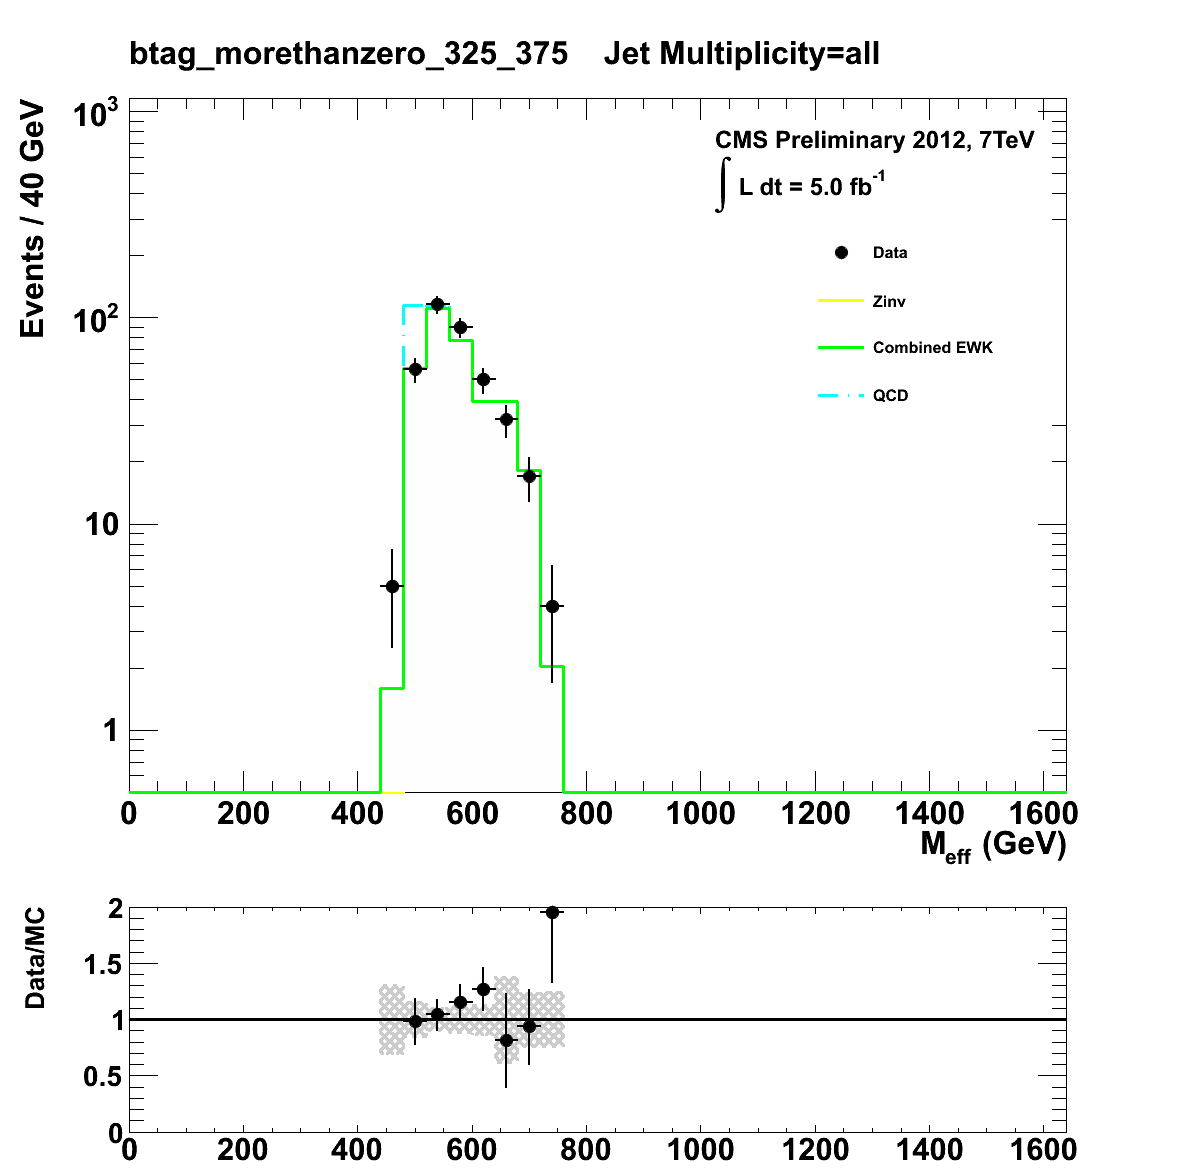 btag_morethanzero_325_375 Jet Multiplicity=all
Events / 40 GeV
10³
10²
10
1
CMS Preliminary 2012, 7TeV
∫ L dt = 5.0 fb⁻¹
Data
Zinv
Combined EWK
QCD
0 200 400 600 800 1000 1200 1400 1600
M_eff (GeV)
Data/MC
2
1.5
1
0.5
0
0 200 400 600 800 1000 1200 1400 1600